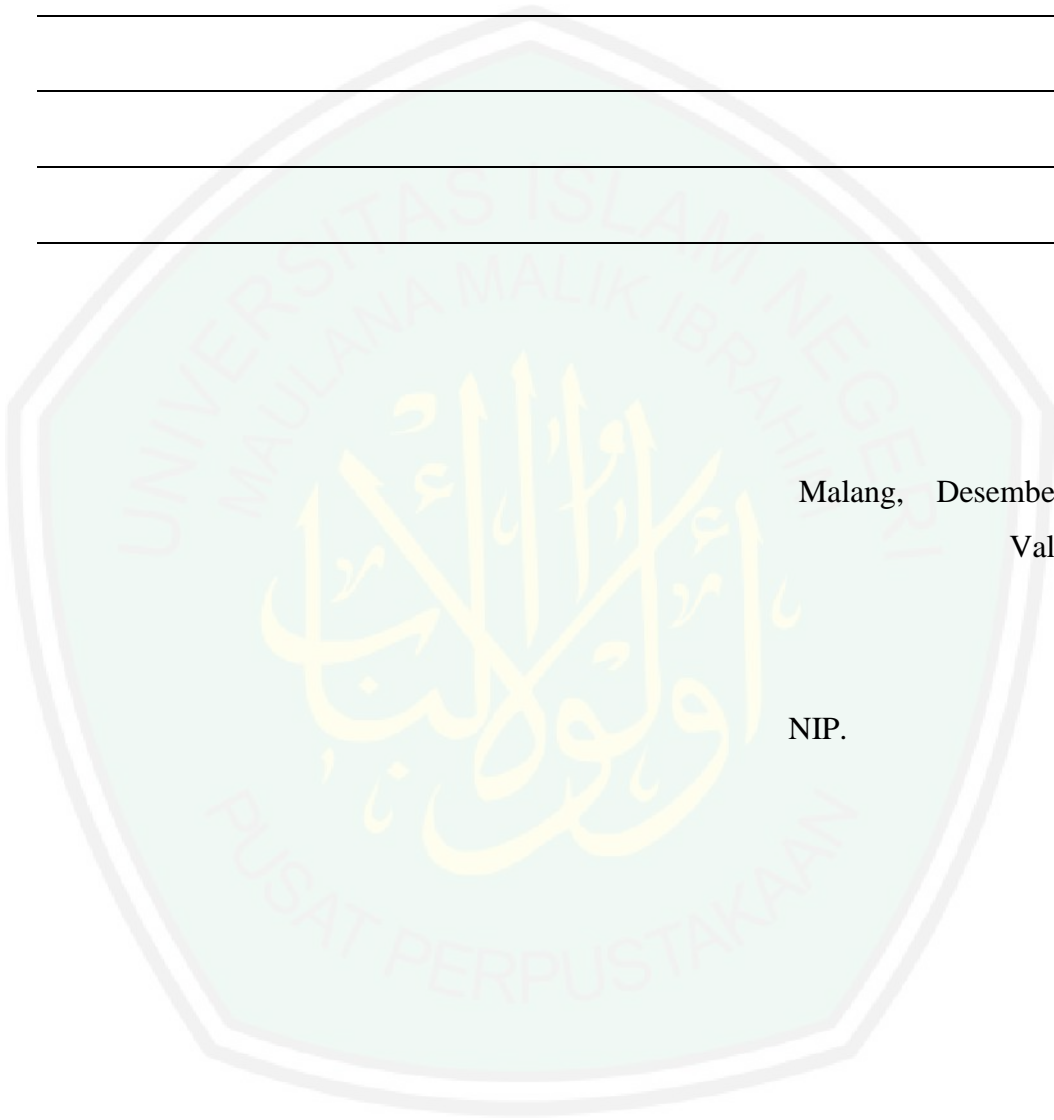 UNIVERSITAS ISLAM NEGERI
MAULANA MALIK IBRAHIM
Malang, Desembe
Val
NIP.
PUSAT PERPUSTAKAAN